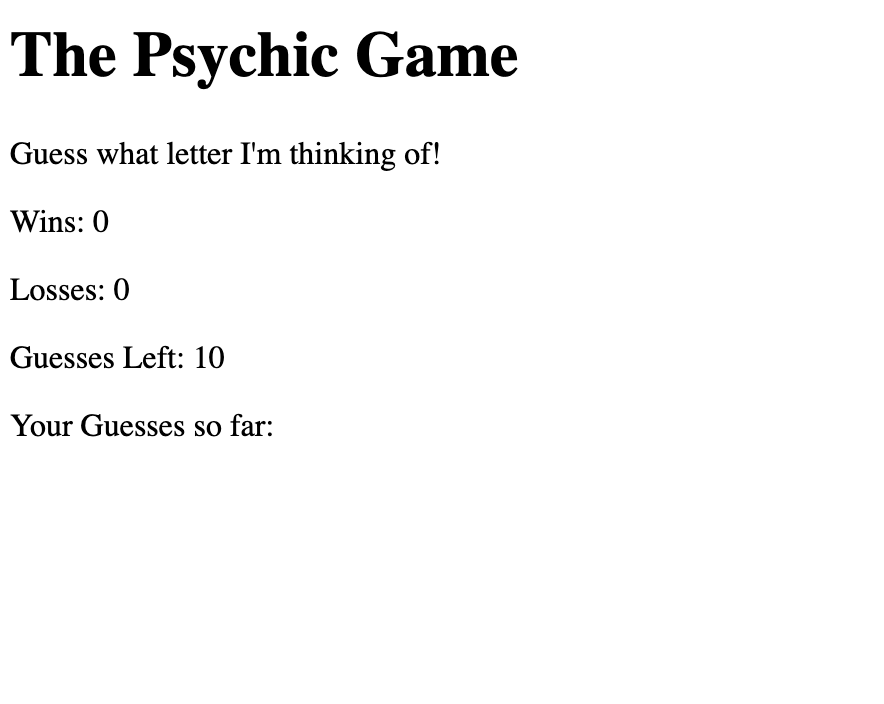 The Psychic Game
Guess what letter I'm thinking of!
Wins: 0
Losses: 0
Guesses Left: 10
Your Guesses so far: